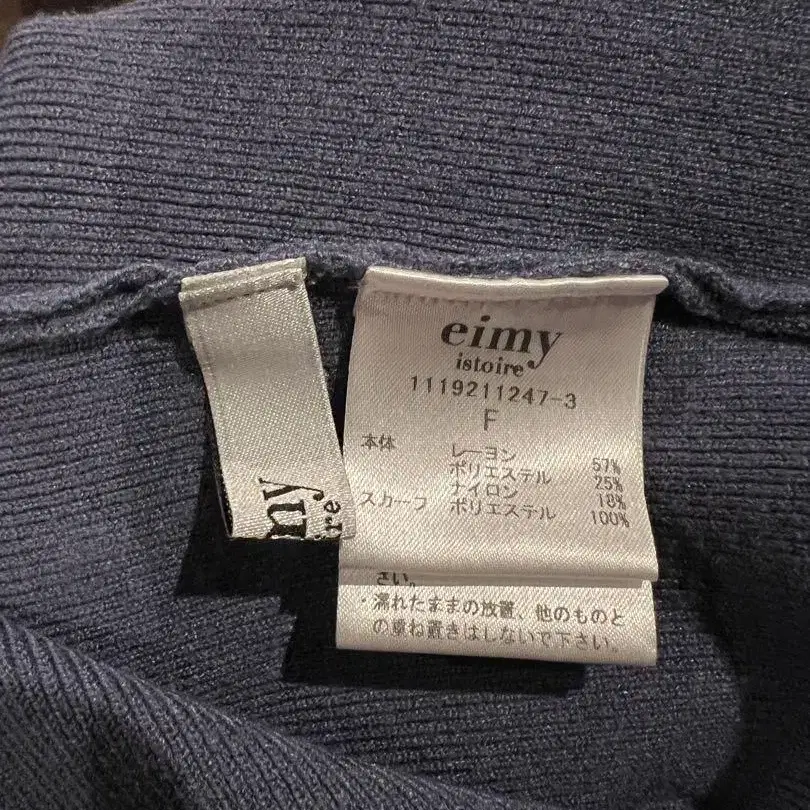 eimy
istoire
1119211247-3
F
本体 レーヨン 57%
ポリエステル 25%
ナイロン 18%
スカーフ ポリエステル 100%
さい。
・濡れたままの放置、他のものと
の重ね置きはしないで下さい。
my
ire